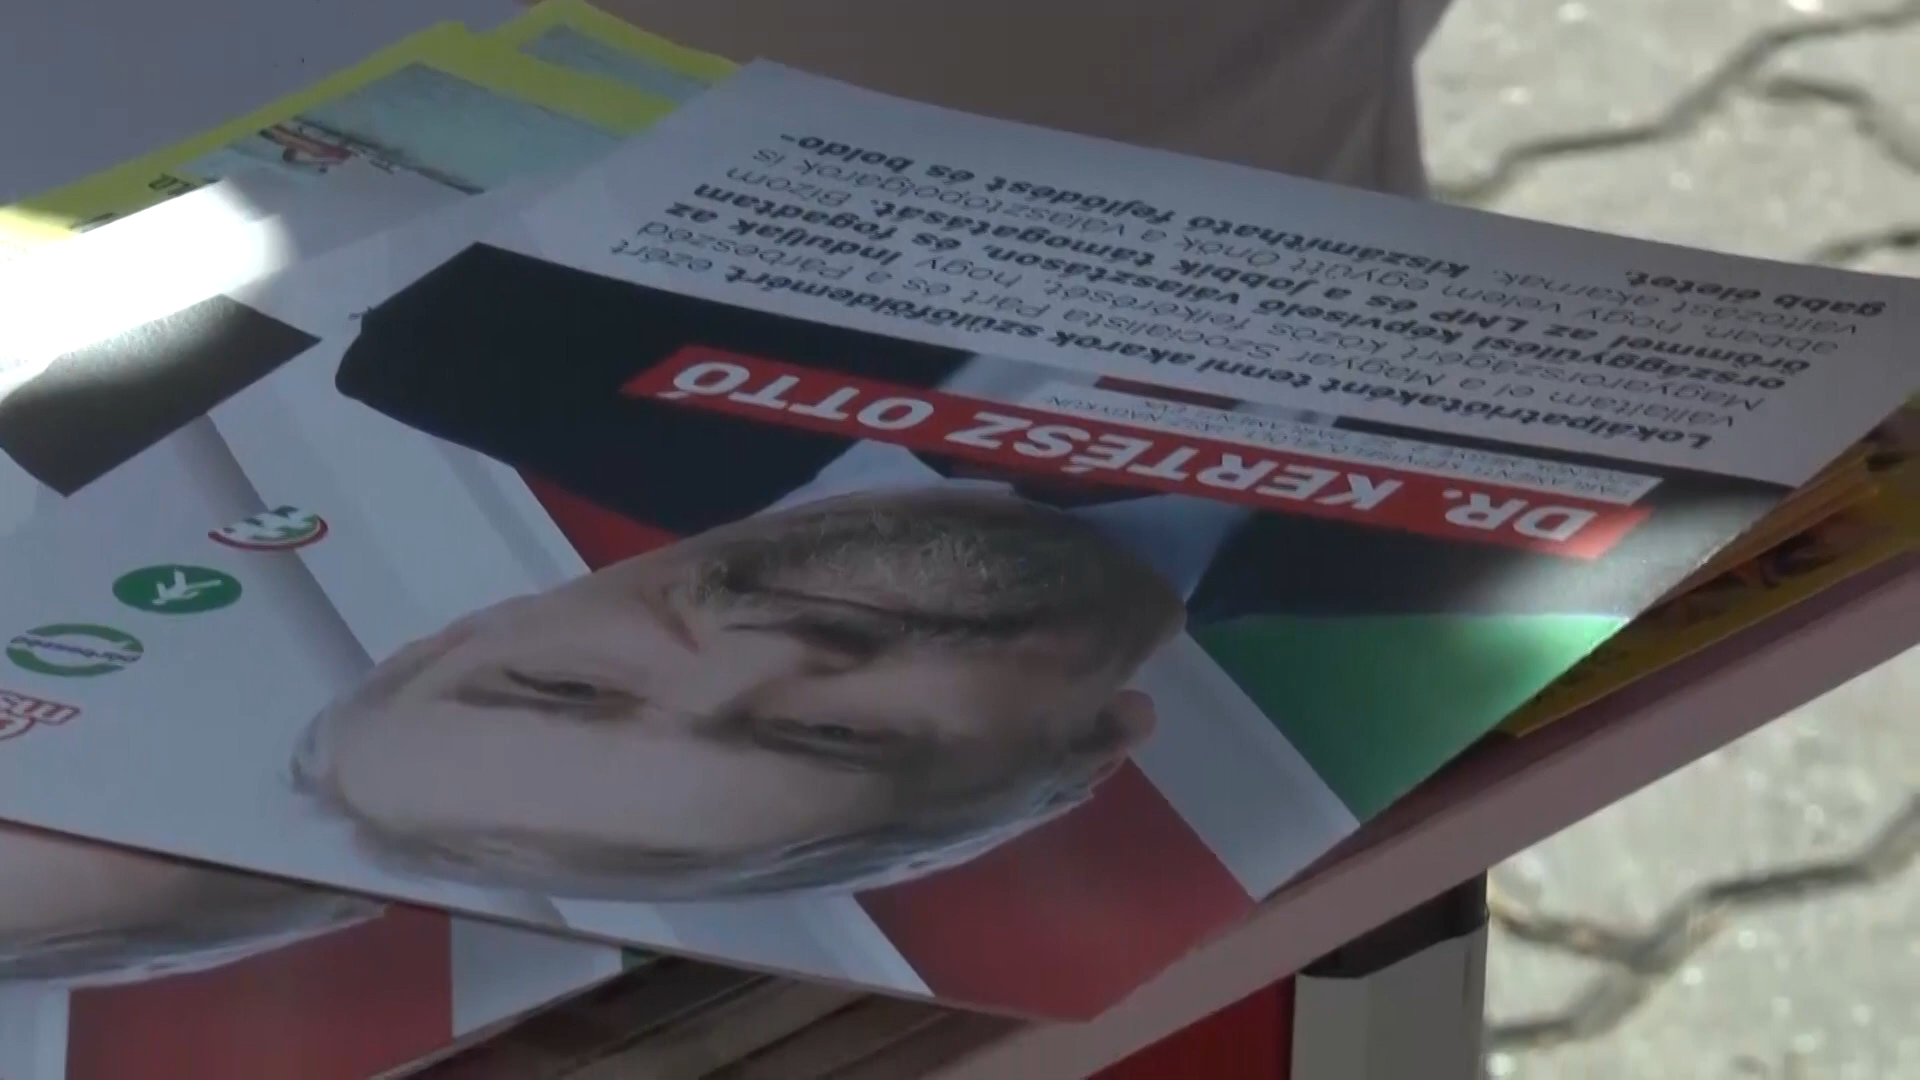 DR. KERTÉSZ OTTÓ
Lokálpatriótaként tenni akarok szülőföldemért, ezért
vállaltam el a Magyar Szocialista Párt és a Párbeszéd
Magyarországért közös felkérését, hogy induljak az
országgyűlési képviselő választáson, és fogadtam
örömmel az LMP és a jobbik támogatását. Bízom
abban, hogy velem együtt Önök a választópolgárok is
változást akarnak, kiszámítható fejlődést és boldo-
gabb életet.